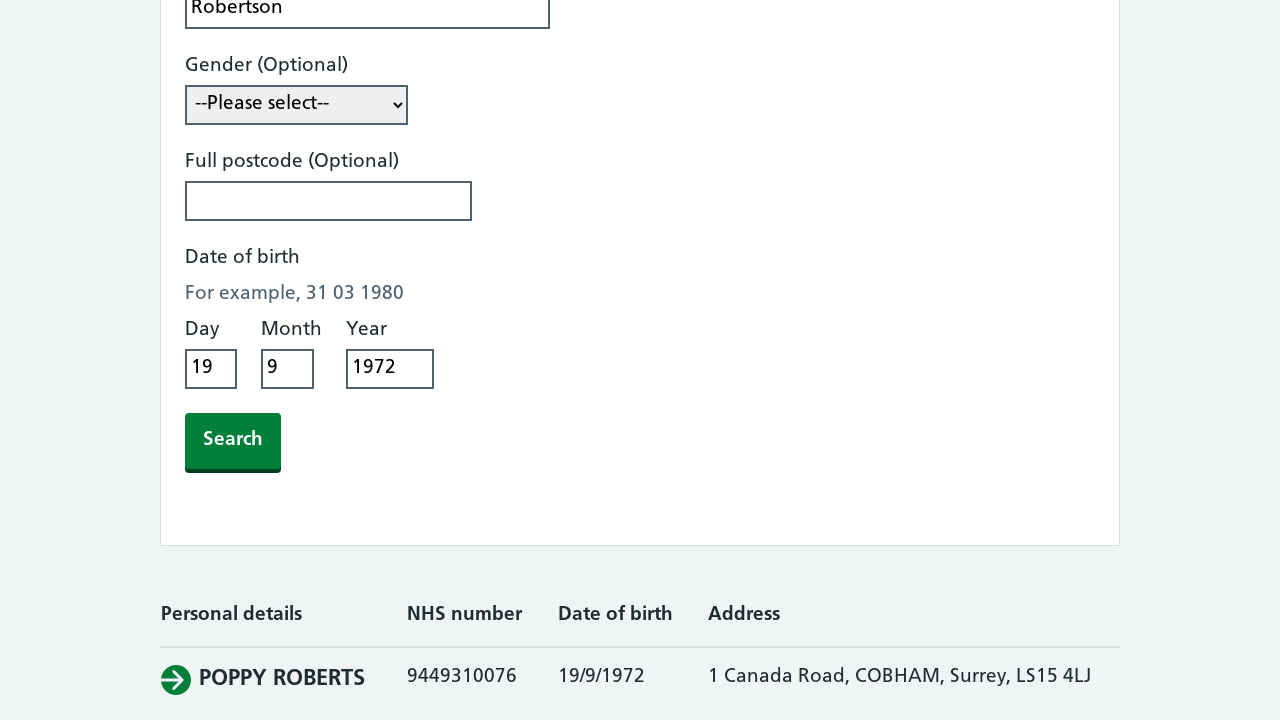 Robertson
Gender (Optional)
--Please select--
Full postcode (Optional)
Date of birth
For example, 31 03 1980
Day Month Year
19 9 1972
Search
Personal details NHS number Date of birth Address
POPPY ROBERTS 9449310076 19/9/1972 1 Canada Road, COBHAM, Surrey, LS15 4LJ